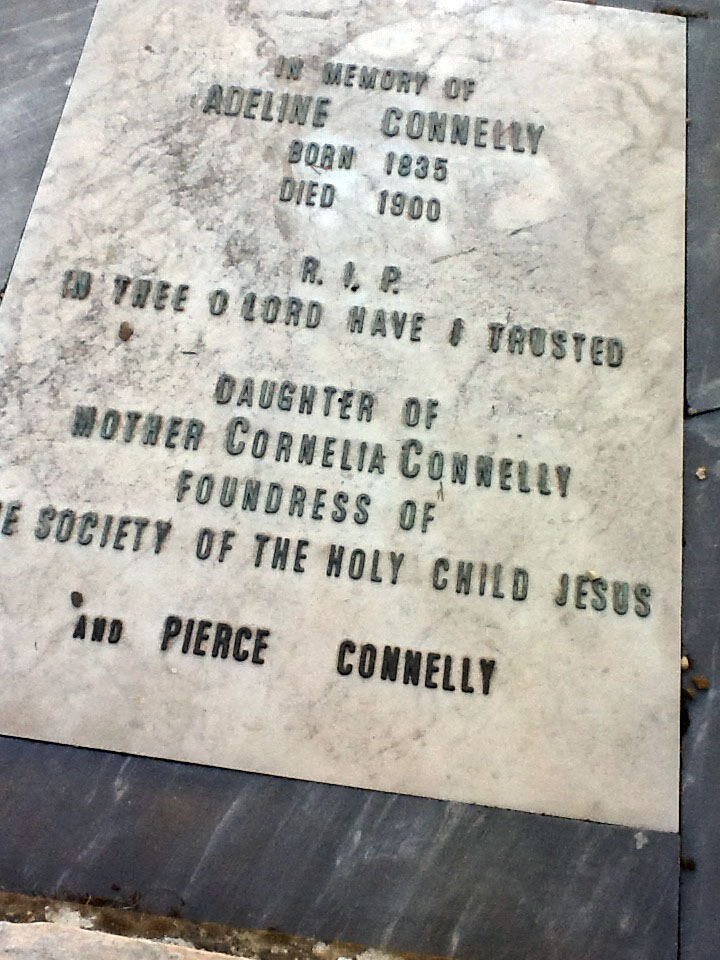 IN MEMORY OF
ADELINE CONNELLY
BORN 1835
DIED 1900
R. I. P.
IN THEE O LORD HAVE I TRUSTED
DAUGHTER OF
MOTHER CORNELIA CONNELLY
FOUNDRESS OF
E SOCIETY OF THE HOLY CHILD JESUS
AND PIERCE CONNELLY